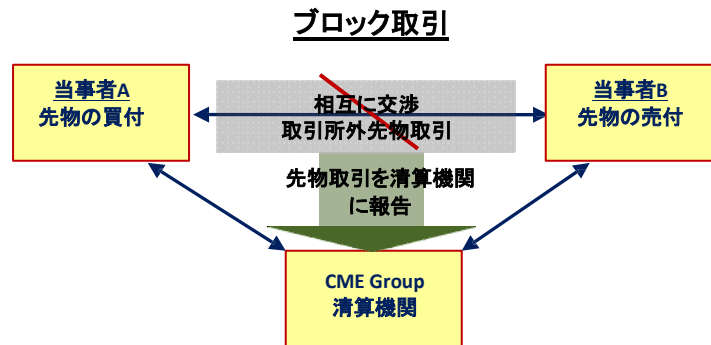 ブロック取引
当事者A
先物の買付
相互に交渉
取引所外先物取引
当事者B
先物の売付
先物取引を清算機関
に報告
CME Group
清算機関